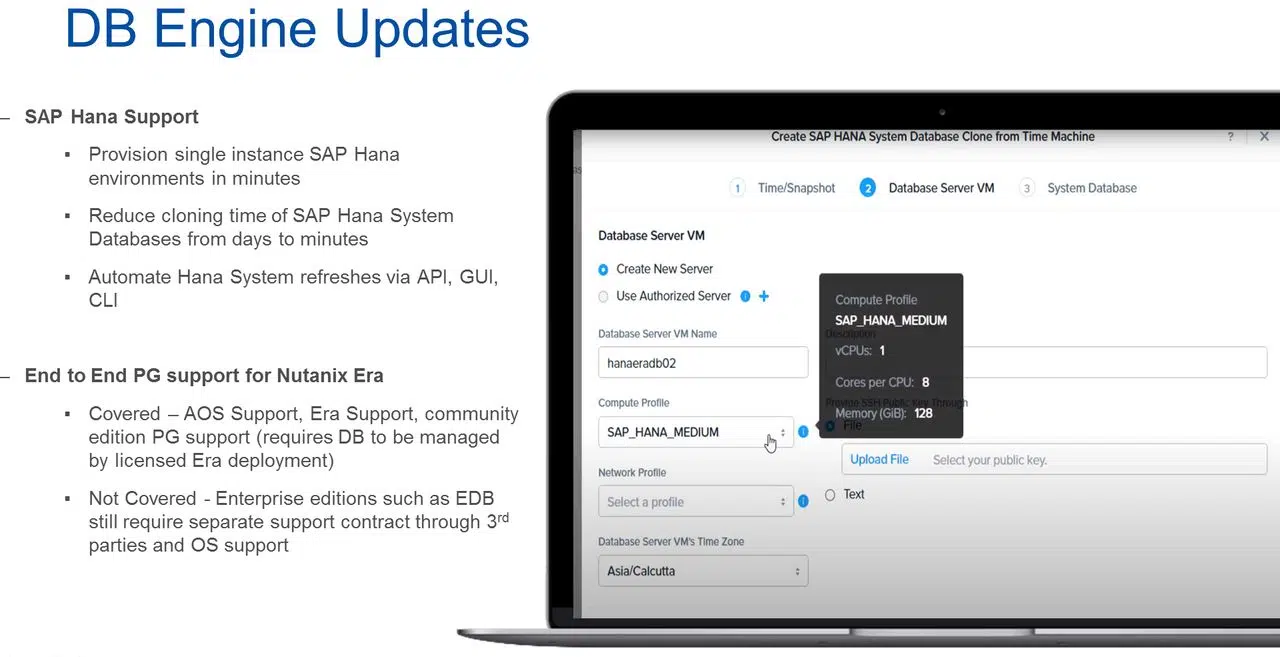 DB Engine Updates
– SAP Hana Support
▪ Provision single instance SAP Hana
environments in minutes
▪ Reduce cloning time of SAP Hana System
Databases from days to minutes
▪ Automate Hana System refreshes via API, GUI,
CLI
– End to End PG support for Nutanix Era
▪ Covered – AOS Support, Era Support, community
edition PG support (requires DB to be managed
by licensed Era deployment)
▪ Not Covered - Enterprise editions such as EDB
still require separate support contract through 3rd
parties and OS support
Create SAP HANA System Database Clone from Time Machine
? X
1 Time/Snapshot 2 Database Server VM 3 System Database
Database Server VM
Create New Server
Use Authorized Server
Database Server VM Name
hanaeradb02
Compute Profile
SAP_HANA_MEDIUM
Network Profile
Select a profile
Database Server VM's Time Zone
Asia/Calcutta
Compute Profile
SAP_HANA_MEDIUM
Description
vCPUs: 1
Cores per CPU: 8
Provide SSH Public Key Through
Memory (GiB): 128
File
Upload File Select your public key.
Text